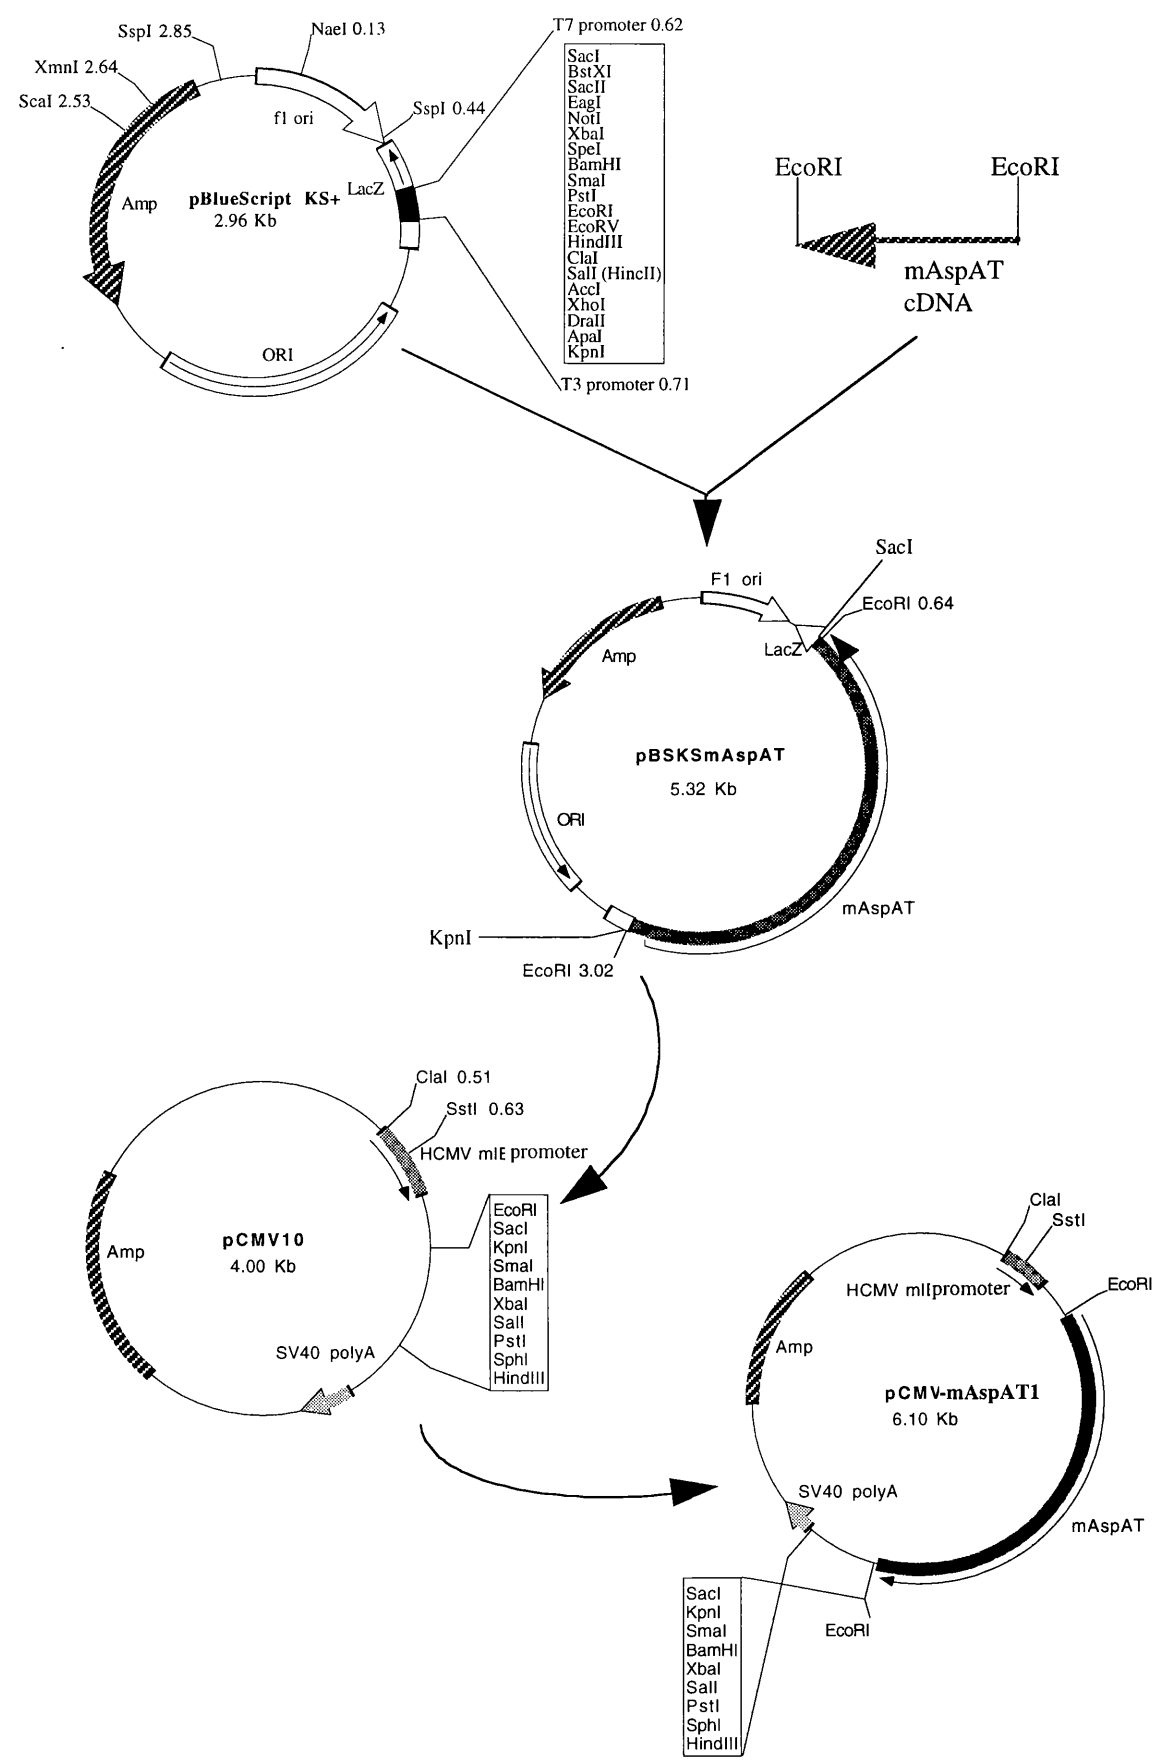 SspI 2.85
NaeI 0.13
T7 promoter 0.62
XmnI 2.64
ScaI 2.53
f1 ori
SspI 0.44
LacZ
Amp
pBlueScript KS+
2.96 Kb
ORI
SacI
BstXI
SacII
EagI
NotI
XbaI
SpeI
BamHI
SmaI
PstI
EcoRI
EcoRV
HindIII
ClaI
SalI (HincII)
AccI
XhoI
DraII
ApaI
KpnI
T3 promoter 0.71
EcoRI
EcoRI
mAspAT
cDNA
SacI
F1 ori
EcoRI 0.64
LacZ
Amp
pBSKSmAspAT
5.32 Kb
ORI
mAspAT
KpnI
EcoRI 3.02
ClaI 0.51
SstI 0.63
HCMV mIE promoter
pCMV10
4.00 Kb
Amp
SV40 polyA
EcoRI
SacI
KpnI
SmaI
BamHI
XbaI
SalI
PstI
SphI
HindIII
ClaI
SstI
HCMV mIIpromoter
EcoRI
Amp
pCMV-mAspAT1
6.10 Kb
SV40 polyA
mAspAT
SacI
KpnI
SmaI
BamHI
XbaI
SalI
PstI
SphI
HindIII
EcoRI